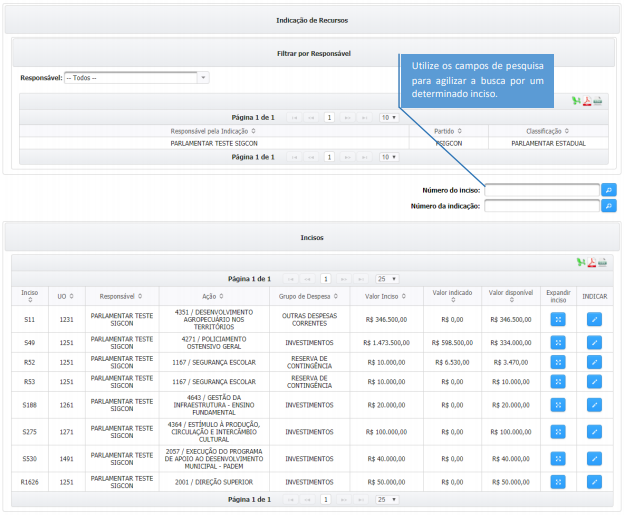 Indicação de Recursos
Filtrar por Responsável
Utilize os campos de pesquisa
para agilizar a busca por um
determinado inciso.
Responsável: -- Todos --
Página 1 de 1 1 10
Responsável pela Indicação Partido Classificação
PARLAMENTAR TESTE SIGCON PSIGCON PARLAMENTAR ESTADUAL
Página 1 de 1 1 10
Número do inciso:
Número da indicação:
Incisos
Página 1 de 1 1 25
Inciso UO Responsável Ação Grupo de Despesa Valor Inciso Valor indicado Valor disponível Expandir
inciso INDICAR
S11 1231 PARLAMENTAR TESTE
SIGCON 4351 / DESENVOLVIMENTO
AGROPECUÁRIO NOS
TERRITÓRIOS OUTRAS DESPESAS
CORRENTES R$ 346.500,00 R$ 0,00 R$ 346.500,00
S49 1251 PARLAMENTAR TESTE
SIGCON 4271 / POLICIAMENTO
OSTENSIVO GERAL INVESTIMENTOS R$ 1.473.500,00 R$ 598.500,00 R$ 334.000,00
R52 1251 PARLAMENTAR TESTE
SIGCON 1167 / SEGURANÇA ESCOLAR RESERVA DE
CONTINGÊNCIA R$ 10.000,00 R$ 6.530,00 R$ 3.470,00
R53 1251 PARLAMENTAR TESTE
SIGCON 1167 / SEGURANÇA ESCOLAR RESERVA DE
CONTINGÊNCIA R$ 10.000,00 R$ 0,00 R$ 10.000,00
S188 1261 PARLAMENTAR TESTE
SIGCON 4643 / GESTÃO DA
INFRAESTRUTURA - ENSINO
FUNDAMENTAL INVESTIMENTOS R$ 20.000,00 R$ 0,00 R$ 20.000,00
S275 1271 PARLAMENTAR TESTE
SIGCON 4364 / ESTÍMULO À PRODUÇÃO,
CIRCULAÇÃO E INTERCÂMBIO
CULTURAL INVESTIMENTOS R$ 100.000,00 R$ 0,00 R$ 100.000,00
S530 1491 PARLAMENTAR TESTE
SIGCON 2057 / EXECUÇÃO DO PROGRAMA
DE APOIO AO DESENVOLVIMENTO
MUNICIPAL - PADEM INVESTIMENTOS R$ 40.000,00 R$ 0,00 R$ 40.000,00
R1626 1251 PARLAMENTAR TESTE
SIGCON 2001 / DIREÇÃO SUPERIOR INVESTIMENTOS R$ 50.000,00 R$ 0,00 R$ 50.000,00
Página 1 de 1 1 25